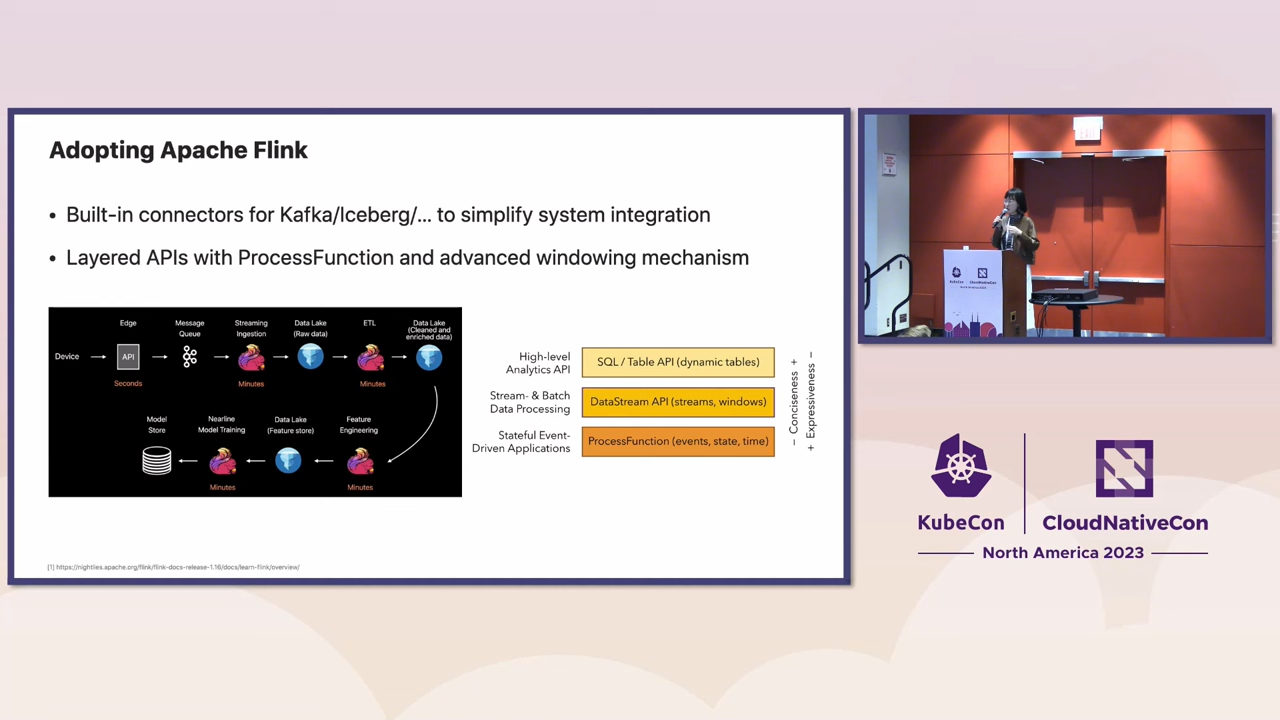 Adopting Apache Flink
• Built-in connectors for Kafka/Iceberg/... to simplify system integration
• Layered APIs with ProcessFunction and advanced windowing mechanism
Device
Edge
API
Seconds
Message
Queue
Streaming
Ingestion
Minutes
Data Lake
(Raw data)
ETL
Minutes
Data Lake
(Cleaned and
enriched data)
Model
Store
Nearline
Model Training
Minutes
Data Lake
(Feature store)
Feature
Engineering
Minutes
High-level
Analytics API
SQL / Table API (dynamic tables)
Stream- & Batch
Data Processing
DataStream API (streams, windows)
Stateful Event-
Driven Applications
ProcessFunction (events, state, time)
− Conciseness +
+ Expressiveness −
[1] https://nightlies.apache.org/flink/flink-docs-release-1.16/docs/learn-flink/overview/
KubeCon
CloudNativeCon
North America 2023
KubeCon
CloudNativeCon
North America 2023